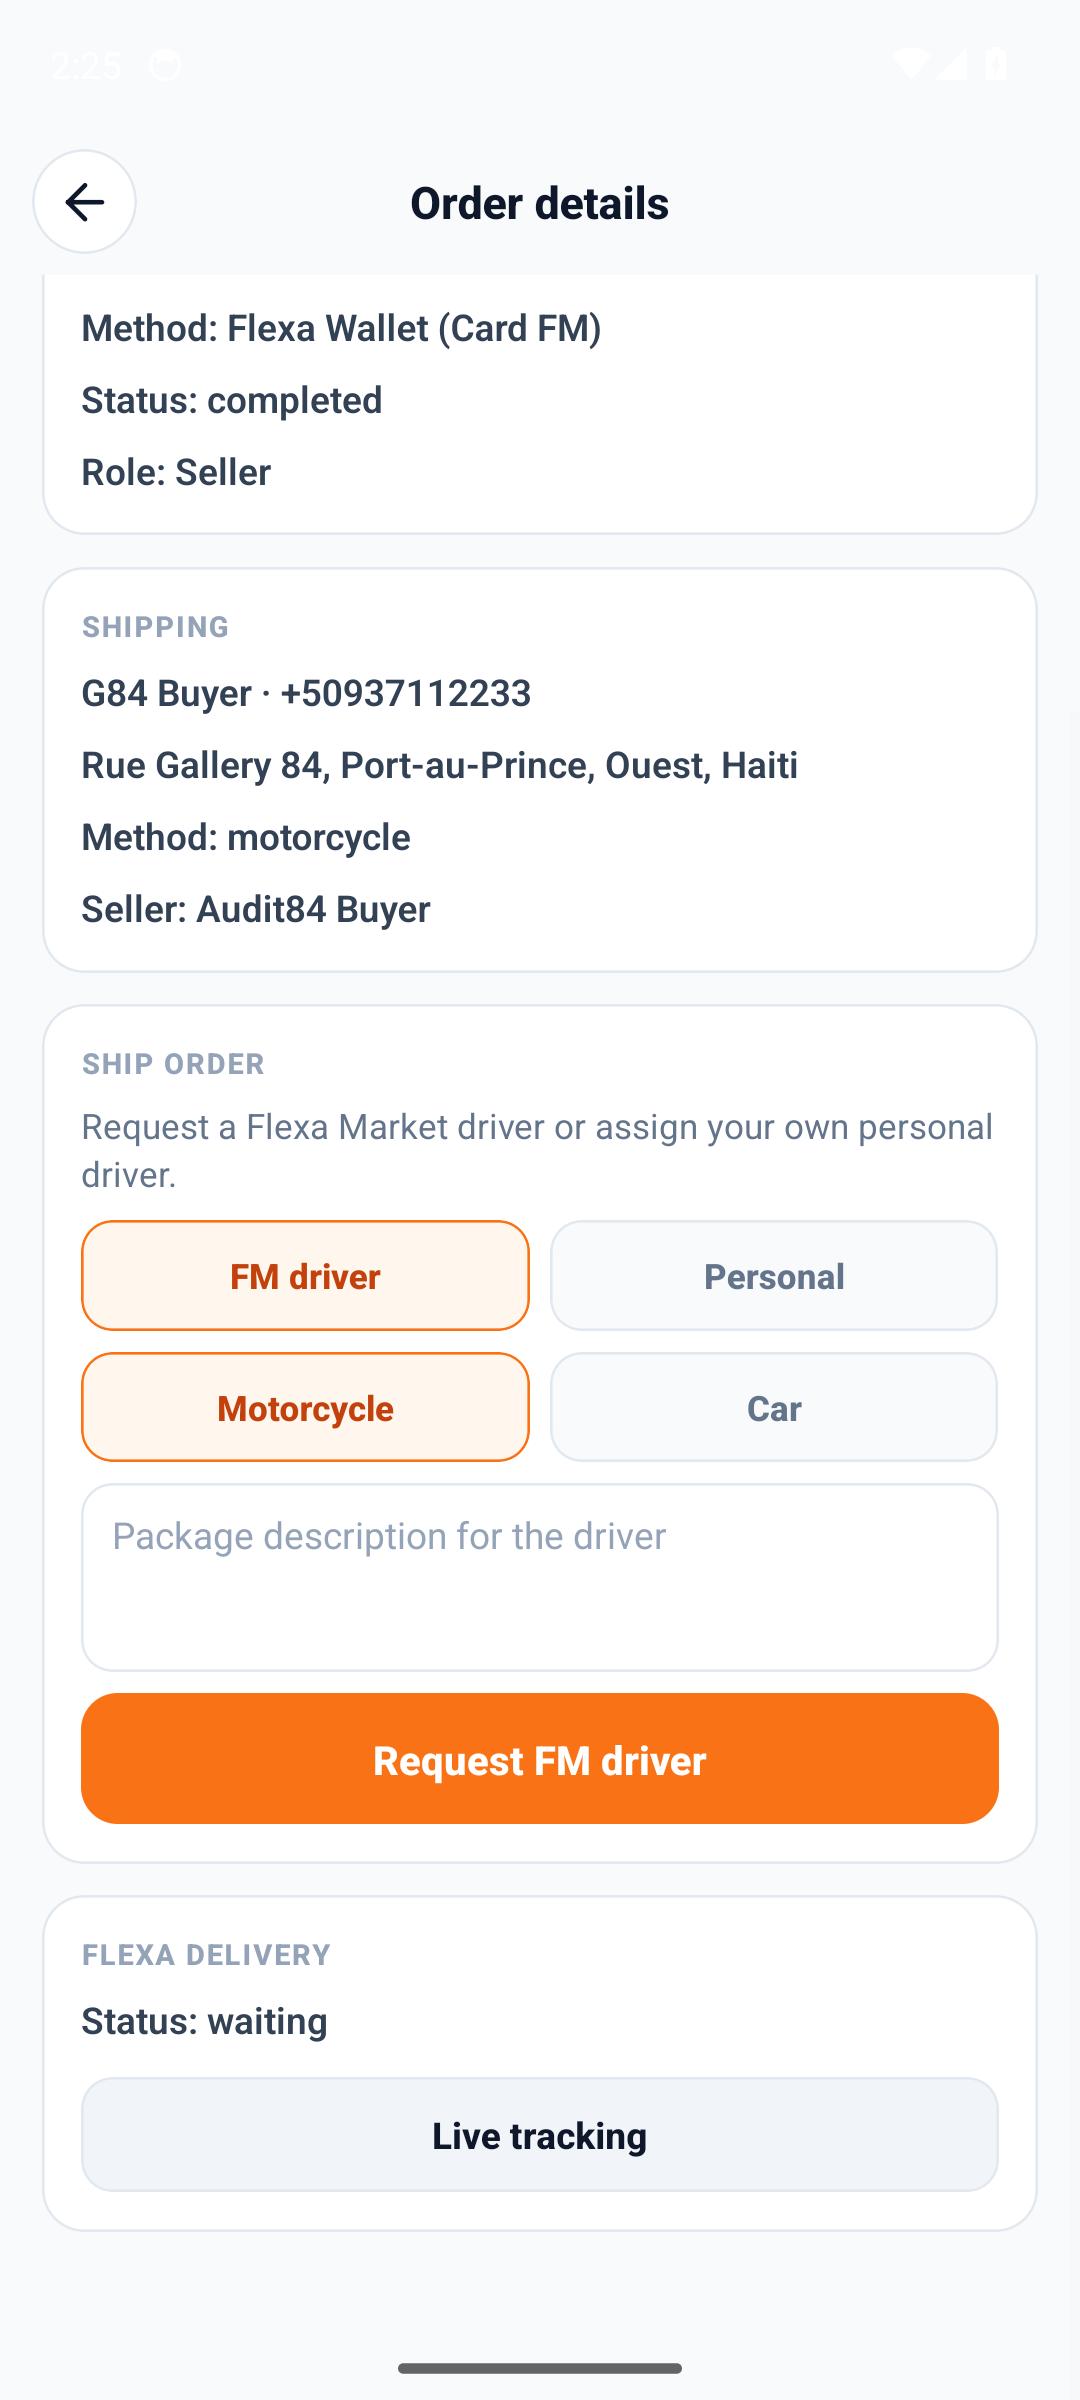 2:25
Order details
Method: Flexa Wallet (Card FM)
Status: completed
Role: Seller
SHIPPING
G84 Buyer · +50937112233
Rue Gallery 84, Port-au-Prince, Ouest, Haiti
Method: motorcycle
Seller: Audit84 Buyer
SHIP ORDER
Request a Flexa Market driver or assign your own personal
driver.
FM driver
Personal
Motorcycle
Car
Package description for the driver
Request FM driver
FLEXA DELIVERY
Status: waiting
Live tracking